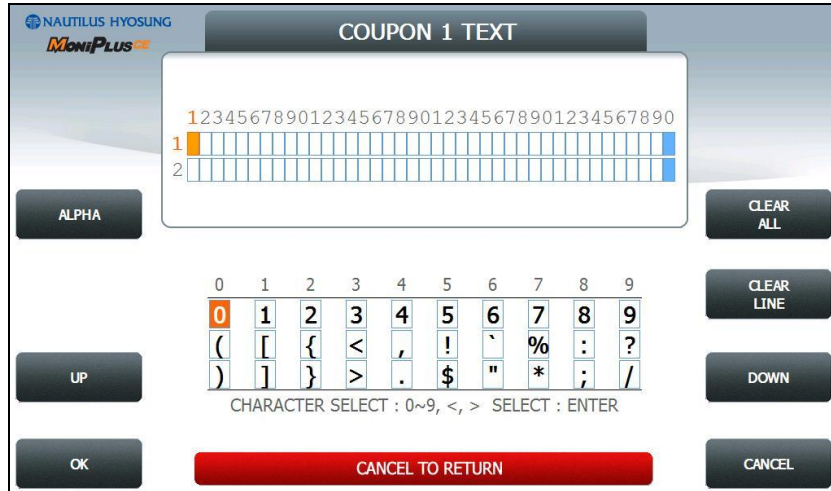 NAUTILUS HYOSUNG
MoniPlusCE
COUPON 1 TEXT
1234567890123456789012345678901234567890
1
2
ALPHA
CLEAR
ALL
0 1 2 3 4 5 6 7 8 9
0 1 2 3 4 5 6 7 8 9
( [ { < , ! ` % : ?
) ] } > . $ " * ; /
CLEAR
LINE
UP
DOWN
CHARACTER SELECT : 0~9, <, > SELECT : ENTER
OK
CANCEL TO RETURN
CANCEL